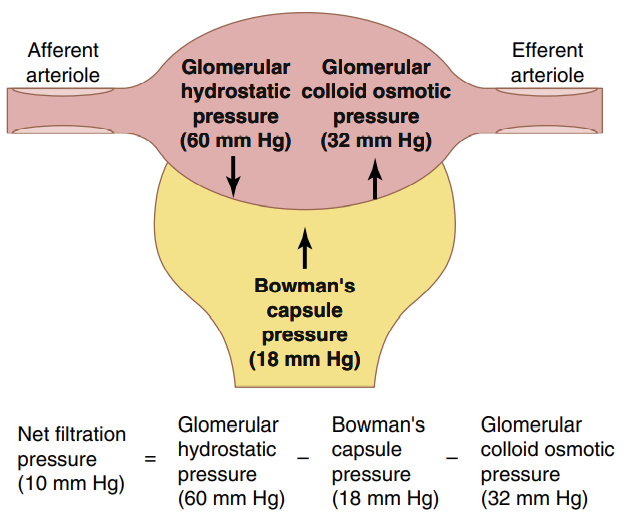 Afferent
arteriole
Efferent
arteriole
Glomerular
hydrostatic
pressure
(60 mm Hg)
Glomerular
colloid osmotic
pressure
(32 mm Hg)
Bowman's
capsule
pressure
(18 mm Hg)
Net filtration
pressure
(10 mm Hg)
=
Glomerular
hydrostatic
pressure
(60 mm Hg)
–
Bowman's
capsule
pressure
(18 mm Hg)
–
Glomerular
colloid osmotic
pressure
(32 mm Hg)